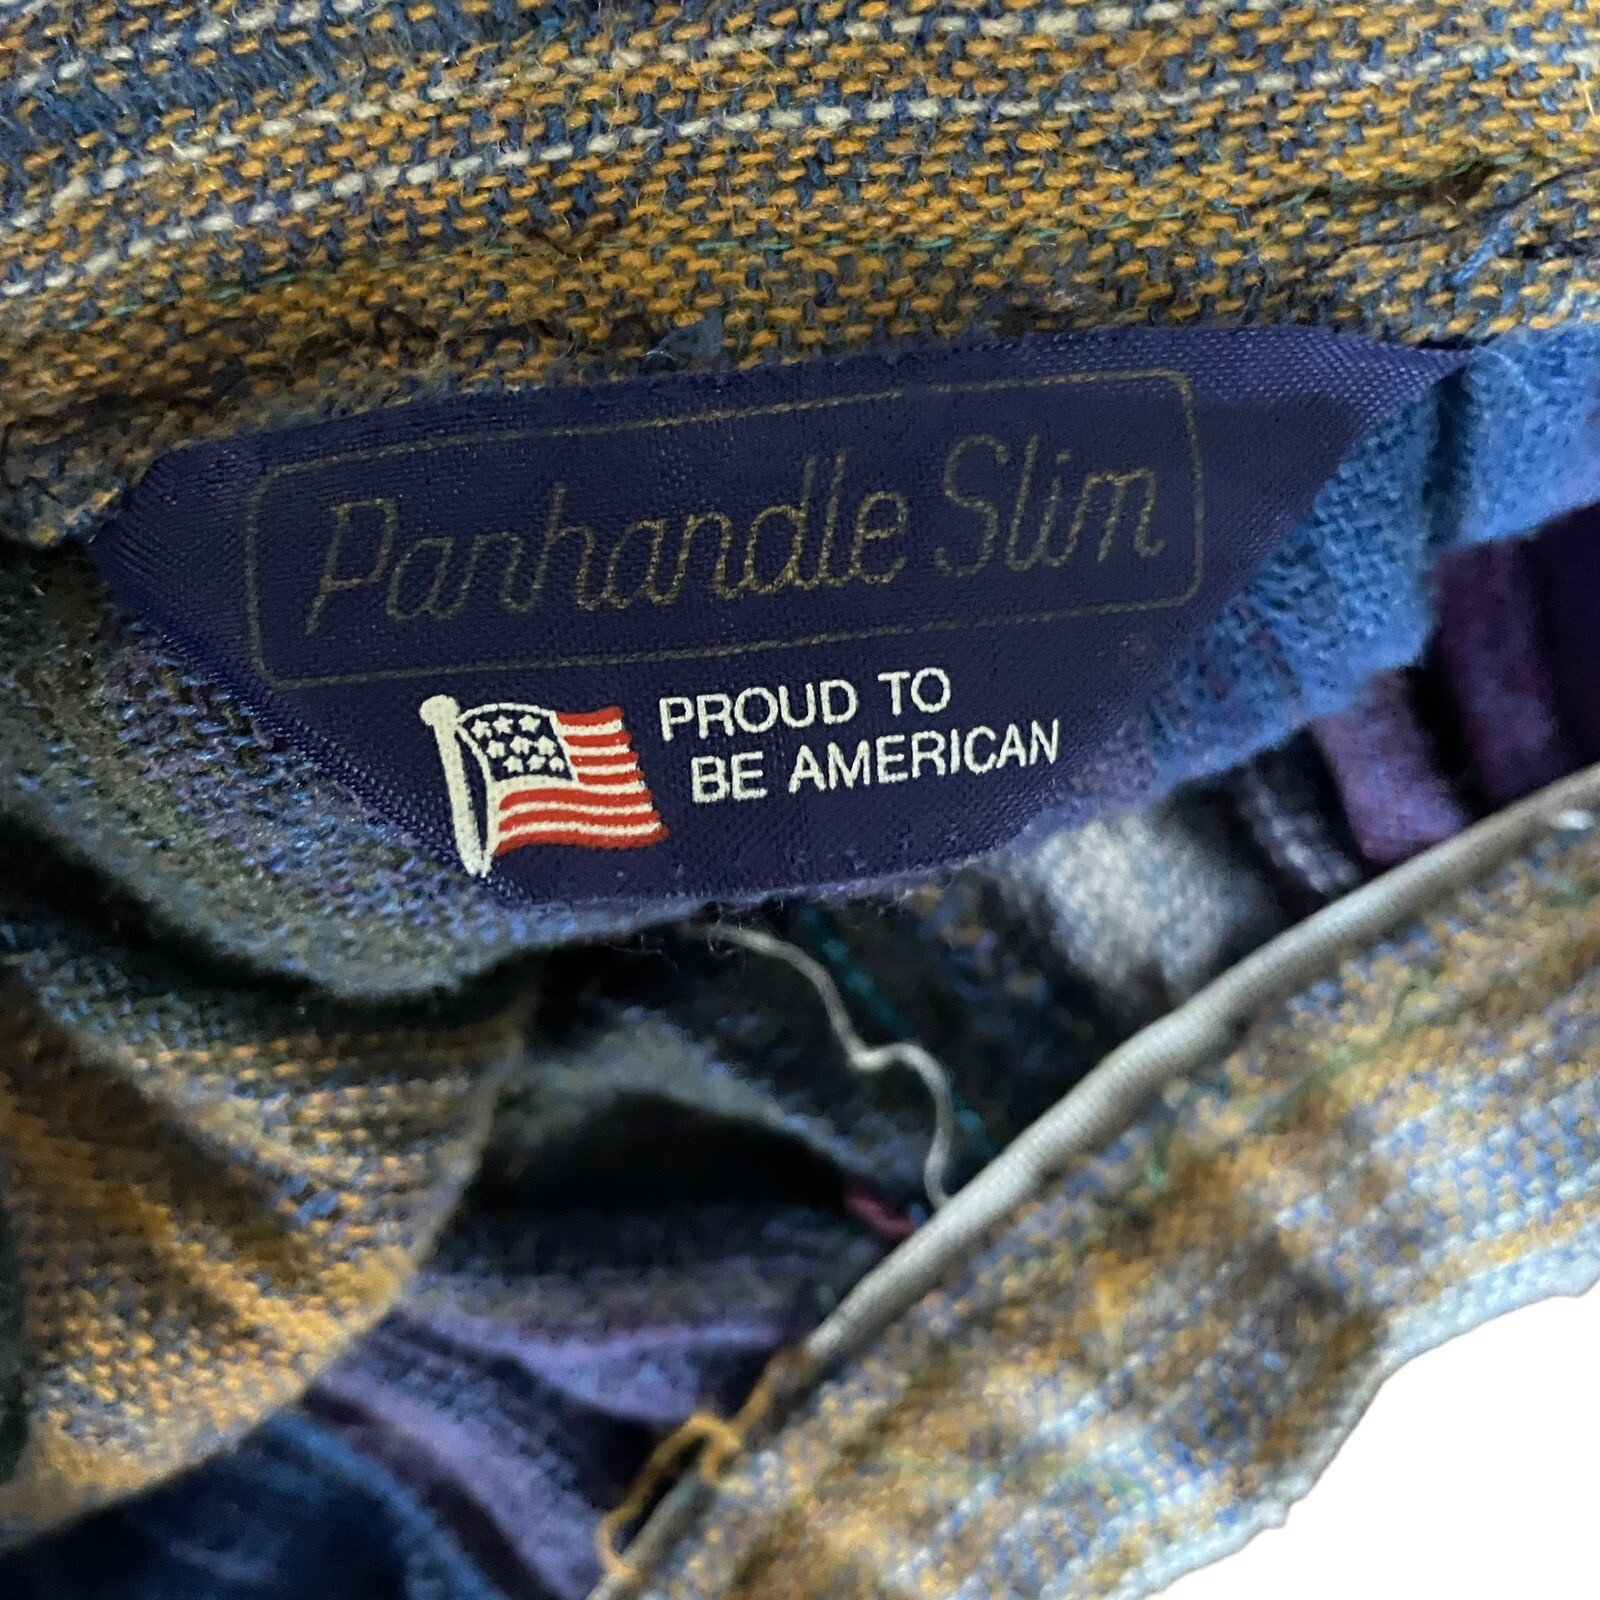 Panhandle Slim
PROUD TO
BE AMERICAN